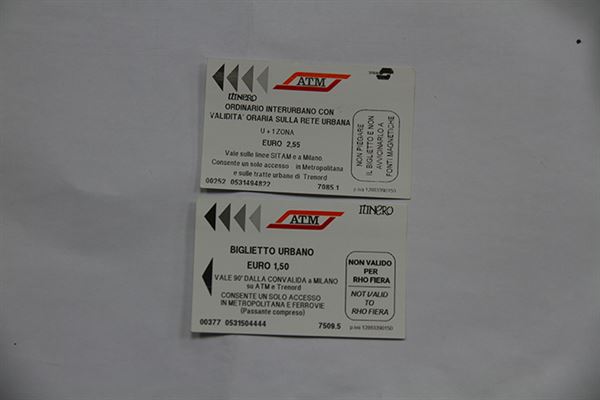 ATM
ITINERO
ORDINARIO INTERURBANO CON
VALIDITA' ORARIA SULLA RETE URBANA
U + 1 ZONA
EURO 2,55
Vale sulle linee SITAM e a Milano
Consente un solo accesso in Metropolitana
e sulle tratte urbane di Trenord
00252 0531494822 7085.1
NON PIEGARE
IL BIGLIETTO E NON
AVVICINARLO A
FONTI MAGNETICHE
p.iva 12883390150
ATM
ITINERO
BIGLIETTO URBANO
EURO 1,50
VALE 90' DALLA CONVALIDA a MILANO
su ATM e Trenord
CONSENTE UN SOLO ACCESSO
IN METROPOLITANA E FERROVIE
(Passante compreso)
00377 0531504444 7509.5
NON VALIDO
PER
RHO FIERA
NOT VALID
TO
RHO FIERA
p.iva 12883390150